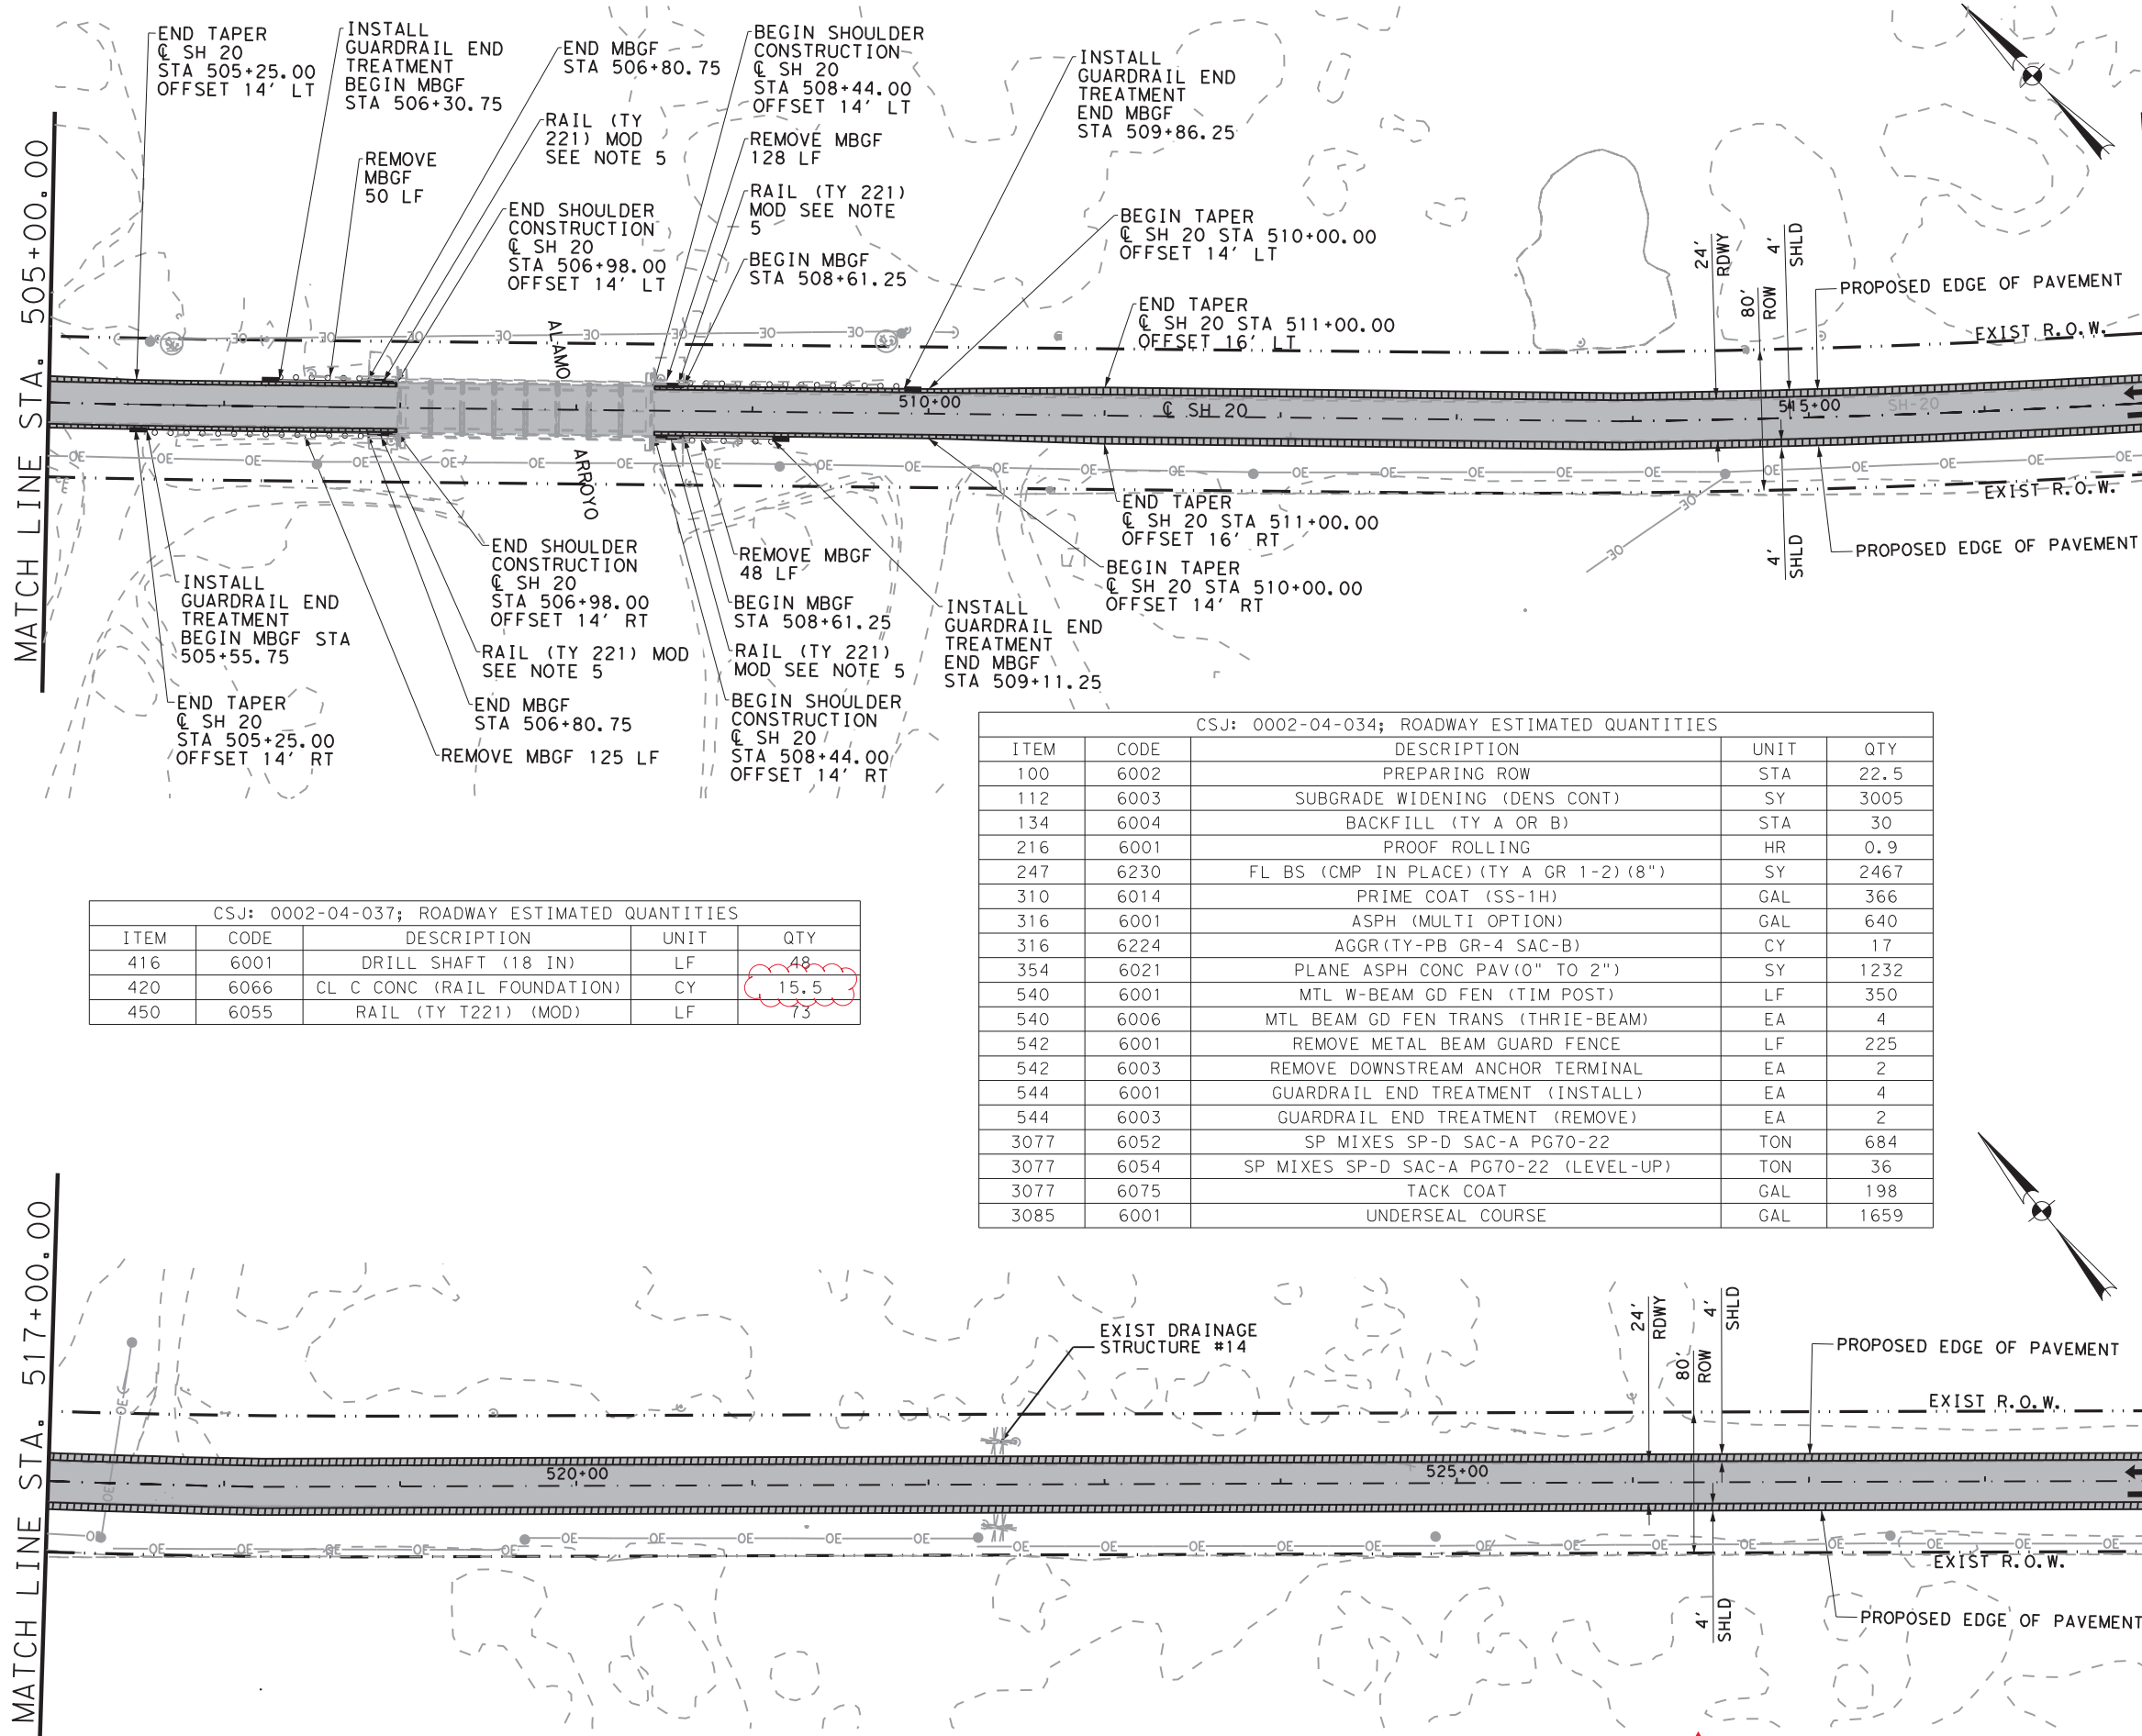 MATCH LINE STA. 505+00.00
END TAPER
℄ SH 20
STA 505+25.00
OFFSET 14' LT
INSTALL
GUARDRAIL END
TREATMENT
BEGIN MBGF
STA 506+30.75
REMOVE
MBGF
50 LF
END MBGF
STA 506+80.75
RAIL (TY
221) MOD
SEE NOTE 5
END SHOULDER
CONSTRUCTION
℄ SH 20
STA 506+98.00
OFFSET 14' LT
BEGIN SHOULDER
CONSTRUCTION
℄ SH 20
STA 508+44.00
OFFSET 14' LT
REMOVE MBGF
128 LF
RAIL (TY 221)
MOD SEE NOTE
5
BEGIN MBGF
STA 508+61.25
INSTALL
GUARDRAIL END
TREATMENT
END MBGF
STA 509+86.25
BEGIN TAPER
℄ SH 20 STA 510+00.00
OFFSET 14' LT
END TAPER
℄ SH 20 STA 511+00.00
OFFSET 16' LT
24'
RDWY
80'
ROW
4'
SHLD
PROPOSED EDGE OF PAVEMENT
EXIST R.O.W.
ALAMO
ARROYO
510+00
℄ SH 20
515+00
SH-20
OE OE OE OE OE OE OE OE OE OE OE
EXIST R.O.W.
4'
SHLD
PROPOSED EDGE OF PAVEMENT
INSTALL
GUARDRAIL END
TREATMENT
BEGIN MBGF STA
505+55.75
END TAPER
℄ SH 20
STA 505+25.00
OFFSET 14' RT
END SHOULDER
CONSTRUCTION
℄ SH 20
STA 506+98.00
OFFSET 14' RT
RAIL (TY 221) MOD
SEE NOTE 5
END MBGF
STA 506+80.75
REMOVE MBGF 125 LF
REMOVE MBGF
48 LF
BEGIN MBGF
STA 508+61.25
RAIL (TY 221)
MOD SEE NOTE 5
BEGIN SHOULDER
CONSTRUCTION
℄ SH 20
STA 508+44.00
OFFSET 14' RT
INSTALL
GUARDRAIL END
TREATMENT
END MBGF
STA 509+11.25
END TAPER
℄ SH 20 STA 511+00.00
OFFSET 16' RT
BEGIN TAPER
℄ SH 20 STA 510+00.00
OFFSET 14' RT
CSJ: 0002-04-034; ROADWAY ESTIMATED QUANTITIES
ITEM CODE DESCRIPTION UNIT QTY
100 6002 PREPARING ROW STA 22.5
112 6003 SUBGRADE WIDENING (DENS CONT) SY 3005
134 6004 BACKFILL (TY A OR B) STA 30
216 6001 PROOF ROLLING HR 0.9
247 6230 FL BS (CMP IN PLACE)(TY A GR 1-2)(8") SY 2467
310 6014 PRIME COAT (SS-1H) GAL 366
316 6001 ASPH (MULTI OPTION) GAL 640
316 6224 AGGR(TY-PB GR-4 SAC-B) CY 17
354 6021 PLANE ASPH CONC PAV(0" TO 2") SY 1232
540 6001 MTL W-BEAM GD FEN (TIM POST) LF 350
540 6006 MTL BEAM GD FEN TRANS (THRIE-BEAM) EA 4
542 6001 REMOVE METAL BEAM GUARD FENCE LF 225
542 6003 REMOVE DOWNSTREAM ANCHOR TERMINAL EA 2
544 6001 GUARDRAIL END TREATMENT (INSTALL) EA 4
544 6003 GUARDRAIL END TREATMENT (REMOVE) EA 2
3077 6052 SP MIXES SP-D SAC-A PG70-22 TON 684
3077 6054 SP MIXES SP-D SAC-A PG70-22 (LEVEL-UP) TON 36
3077 6075 TACK COAT GAL 198
3085 6001 UNDERSEAL COURSE GAL 1659
CSJ: 0002-04-037; ROADWAY ESTIMATED QUANTITIES
ITEM CODE DESCRIPTION UNIT QTY
416 6001 DRILL SHAFT (18 IN) LF 48
420 6066 CL C CONC (RAIL FOUNDATION) CY 15.5
450 6055 RAIL (TY T221) (MOD) LF 73
MATCH LINE STA. 517+00.00
EXIST DRAINAGE
STRUCTURE #14
24'
RDWY
80'
ROW
4'
SHLD
PROPOSED EDGE OF PAVEMENT
EXIST R.O.W.
520+00
525+00
OE OE OE OE OE OE OE OE OE OE OE
EXIST R.O.W.
4'
SHLD
PROPOSED EDGE OF PAVEMENT